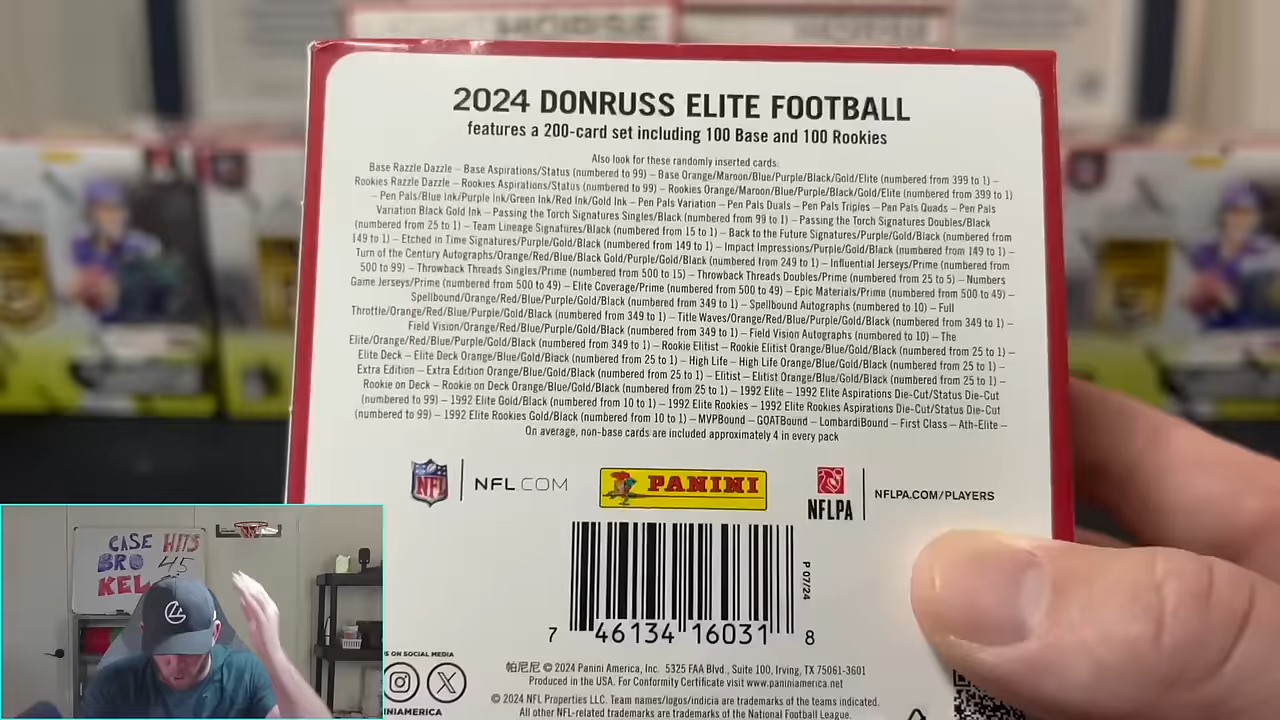 HORSE
2024 DONRUSS ELITE FOOTBALL
features a 200-card set including 100 Base and 100 Rookies
Also look for these randomly inserted cards:
Base Razzle Dazzle – Base Aspirations/Status (numbered to 99) – Base Orange/Maroon/Blue/Purple/Black/Gold/Elite (numbered from 399 to 1) –
Rookies Razzle Dazzle – Rookies Aspirations/Status (numbered to 99) – Rookies Orange/Maroon/Blue/Purple/Black/Gold/Elite (numbered from 399 to 1)
– Pen Pals/Blue Ink/Purple Ink/Green Ink/Red Ink/Gold Ink – Pen Pals Variation – Pen Pals Duals – Pen Pals Triples – Pen Pals Quads – Pen Pals
Variation Black Gold Ink – Passing the Torch Signatures Singles/Black (numbered from 99 to 1) – Passing the Torch Signatures Doubles/Black
(numbered from 25 to 1) – Team Lineage Signatures/Black (numbered from 15 to 1) – Back to the Future Signatures/Purple/Gold/Black (numbered from
149 to 1) – Etched in Time Signatures/Purple/Gold/Black (numbered from 149 to 1) – Impact Impressions/Purple/Gold/Black (numbered from 149 to 1) –
Turn of the Century Autographs/Orange/Red/Blue/Black Gold/Purple/Gold/Black (numbered from 249 to 1) – Influential Jerseys/Prime (numbered from
500 to 99) – Throwback Threads Singles/Prime (numbered from 500 to 15) – Throwback Threads Doubles/Prime (numbered from 25 to 5) – Numbers
Game Jerseys/Prime (numbered from 500 to 49) – Elite Coverage/Prime (numbered from 500 to 49) – Epic Materials/Prime (numbered from 500 to 49) –
Spellbound/Orange/Red/Blue/Purple/Gold/Black (numbered from 349 to 1) – Spellbound Autographs (numbered to 10) – Full
Throttle/Orange/Red/Blue/Purple/Gold/Black (numbered from 349 to 1) – Title Waves/Orange/Red/Blue/Purple/Gold/Black (numbered from 349 to 1) –
Field Vision/Orange/Red/Blue/Purple/Gold/Black (numbered from 349 to 1) – Field Vision Autographs (numbered to 10) – The
Elite/Orange/Red/Blue/Purple/Gold/Black (numbered from 349 to 1) – Rookie Elitist – Rookie Elitist Orange/Blue/Gold/Black (numbered from 25 to 1) –
Elite Deck – Elite Deck Orange/Blue/Gold/Black (numbered from 25 to 1) – High Life – High Life Orange/Blue/Gold/Black (numbered from 25 to 1) –
Extra Edition – Extra Edition Orange/Blue/Gold/Black (numbered from 25 to 1) – Elitist – Elitist Orange/Blue/Gold/Black (numbered from 25 to 1) –
Rookie on Deck – Rookie on Deck Orange/Blue/Gold/Black (numbered from 25 to 1) – 1992 Elite – 1992 Elite Aspirations Die-Cut/Status Die-Cut
(numbered to 99) – 1992 Elite Gold/Black (numbered from 10 to 1) – 1992 Elite Rookies – 1992 Elite Rookies Aspirations Die-Cut/Status Die-Cut
(numbered to 99) – 1992 Elite Rookies Gold/Black (numbered from 10 to 1) – MVPBound – GOATBound – LombardiBound – First Class – Ath-Elite –
On average, non-base cards are included approximately 4 in every pack
NFL
NFL.COM
PANINI
NFLPA
NFLPA.COM/PLAYERS
P 07/24
7 46134 16031 8
S ON SOCIAL MEDIA
NIAMERICA
帕尼尼 © 2024 Panini America, Inc. 5325 FAA Blvd., Suite 100, Irving, TX 75061-3601
Produced in the USA. For Conformity Certificate visit www.paniniamerica.net
© 2024 NFL Properties LLC. Team names/logos/indicia are trademarks of the teams indicated.
All other NFL-related trademarks are trademarks of the National Football League.
CASE HITS
BRO 45
KEL